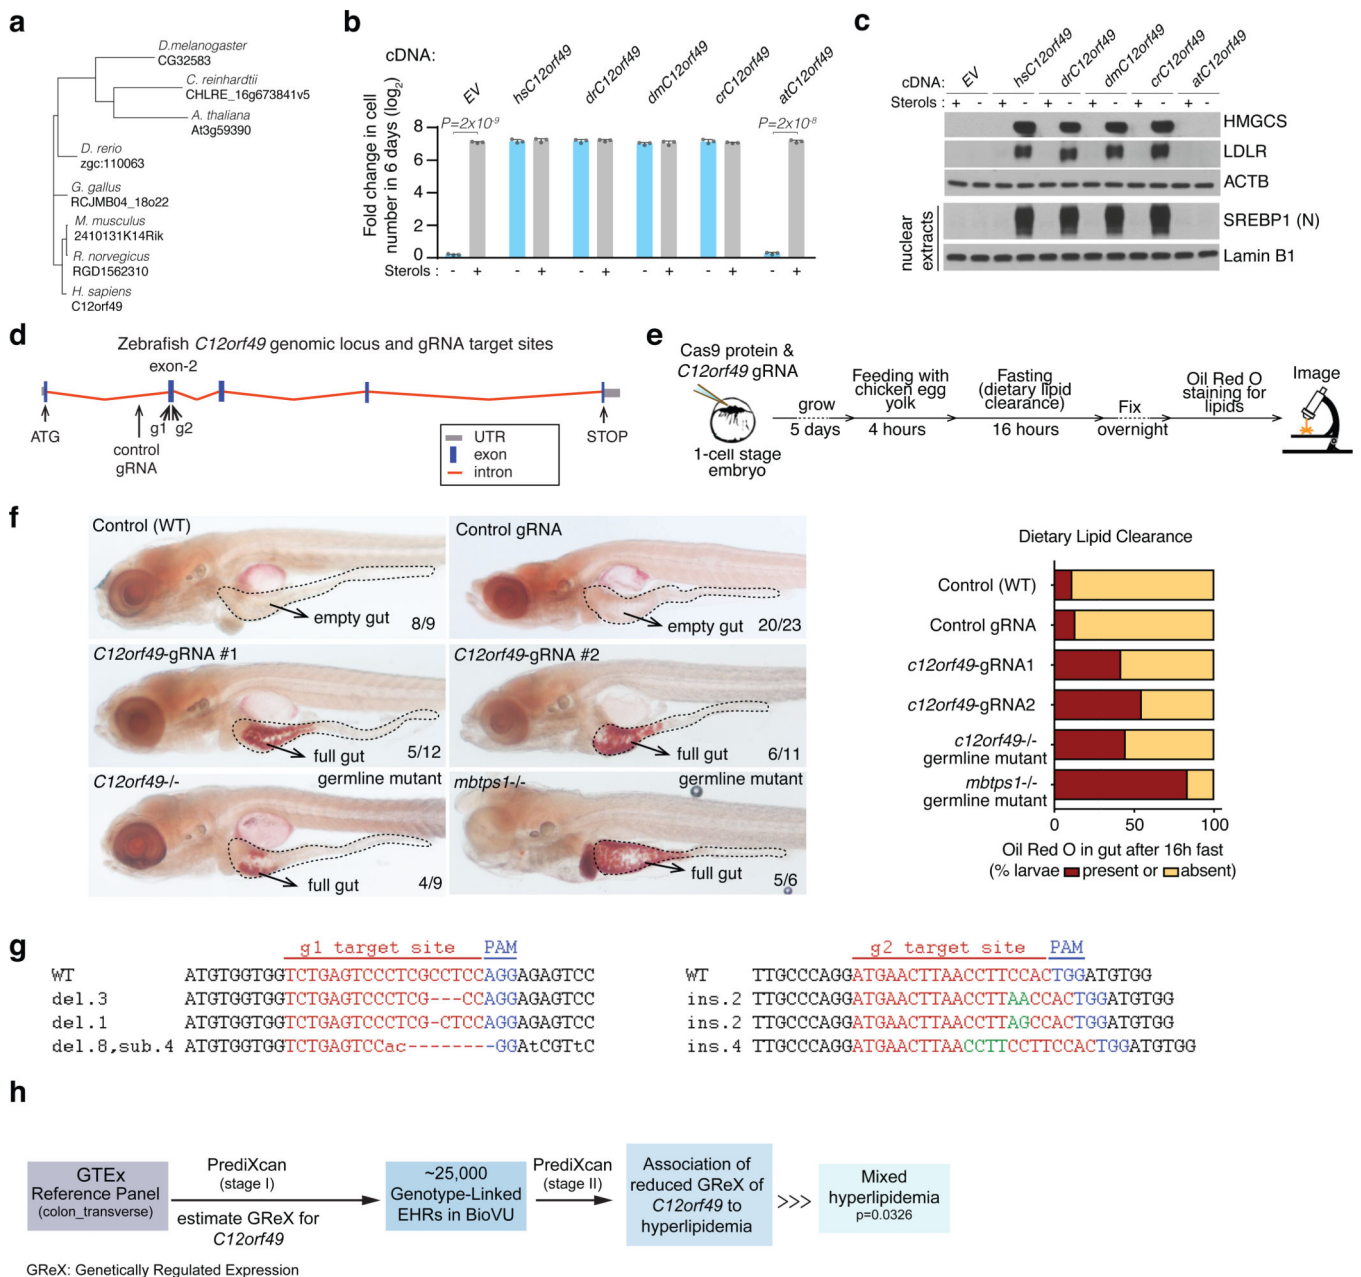 a
D.melanogaster
CG32583
C. reinhardtii
CHLRE_16g673841v5
A. thaliana
At3g59390
D. rerio
zgc:110063
G. gallus
RCJMB04_18o22
M. musculus
2410131K14Rik
R. norvegicus
RGD1562310
H. sapiens
C12orf49
b
cDNA:
EV
hsC12orf49
drC12orf49
dmC12orf49
crC12orf49
atC12orf49
Fold change in cell
number in 6 days (log2)
P=2x10-9
P=2x10-8
8
6
4
2
0
Sterols : - + - + - + - + - + - +
c
cDNA:
EV
hsC12orf49
drC12orf49
dmC12orf49
crC12orf49
atC12orf49
Sterols : + - + - + - + - + - + -
HMGCS
LDLR
ACTB
nuclear
extracts
SREBP1 (N)
Lamin B1
d
Zebrafish C12orf49 genomic locus and gRNA target sites
exon-2
ATG
control
gRNA
g1
g2
STOP
UTR
exon
intron
e
Cas9 protein &
C12orf49 gRNA
1-cell stage
embryo
grow
5 days
Feeding with
chicken egg
yolk
4 hours
Fasting
(dietary lipid
clearance)
16 hours
Fix
overnight
Oil Red O
staining for
lipids
Image
f
Control (WT)
empty gut
8/9
Control gRNA
empty gut
20/23
C12orf49-gRNA #1
full gut
5/12
C12orf49-gRNA #2
full gut
6/11
C12orf49-/-
germline mutant
full gut
4/9
mbtps1-/-
germline mutant
full gut
5/6
Dietary Lipid Clearance
Control (WT)
Control gRNA
c12orf49-gRNA1
c12orf49-gRNA2
c12orf49-/-
germline mutant
mbtps1-/-
germline mutant
0 50 100
Oil Red O in gut after 16h fast
(% larvae present or absent)
g
g1 target site PAM
WT ATGTGGTGGTCTGAGTCCCTCGCCTCCAGGAGAGTCC
del.3 ATGTGGTGGTCTGAGTCCCTCG---CCAGGAGAGTCC
del.1 ATGTGGTGGTCTGAGTCCCTCG-CTCCAGGAGAGTCC
del.8,sub.4 ATGTGGTGGTCTGAGTCCac---------GGAtCGTtC
g2 target site PAM
WT TTGCCCAGGATGAACTTAACCTTCCACTGGATGTGG
ins.2 TTGCCCAGGATGAACTTAACCTTAACCACTGGATGTGG
ins.2 TTGCCCAGGATGAACTTAACCTTAGCCACTGGATGTGG
ins.4 TTGCCCAGGATGAACTTAACCTTCCTTCCACTGGATGTGG
h
GTEx
Reference Panel
(colon_transverse)
PrediXcan
(stage I)
estimate GReX for
C12orf49
~25,000
Genotype-Linked
EHRs in BioVU
PrediXcan
(stage II)
Association of
reduced GReX of
C12orf49 to
hyperlipidemia
>>>
Mixed
hyperlipidemia
p=0.0326
GReX: Genetically Regulated Expression